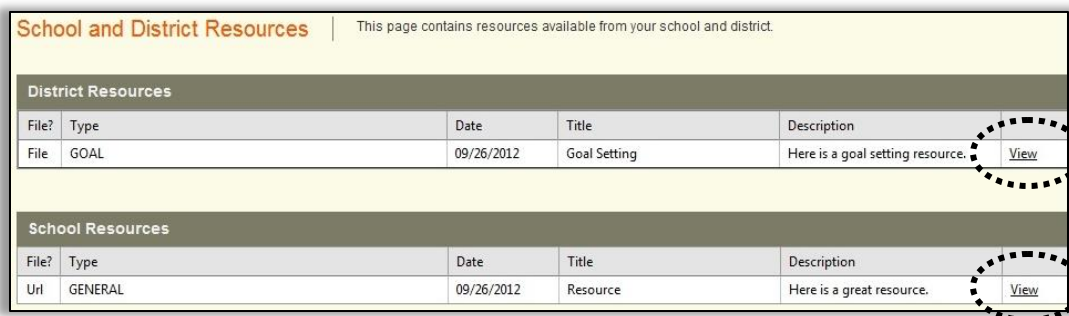 School and District Resources This page contains resources available from your school and district.
District Resources
File? Type Date Title Description
File GOAL 09/26/2012 Goal Setting Here is a goal setting resource. View
School Resources
File? Type Date Title Description
Url GENERAL 09/26/2012 Resource Here is a great resource. View